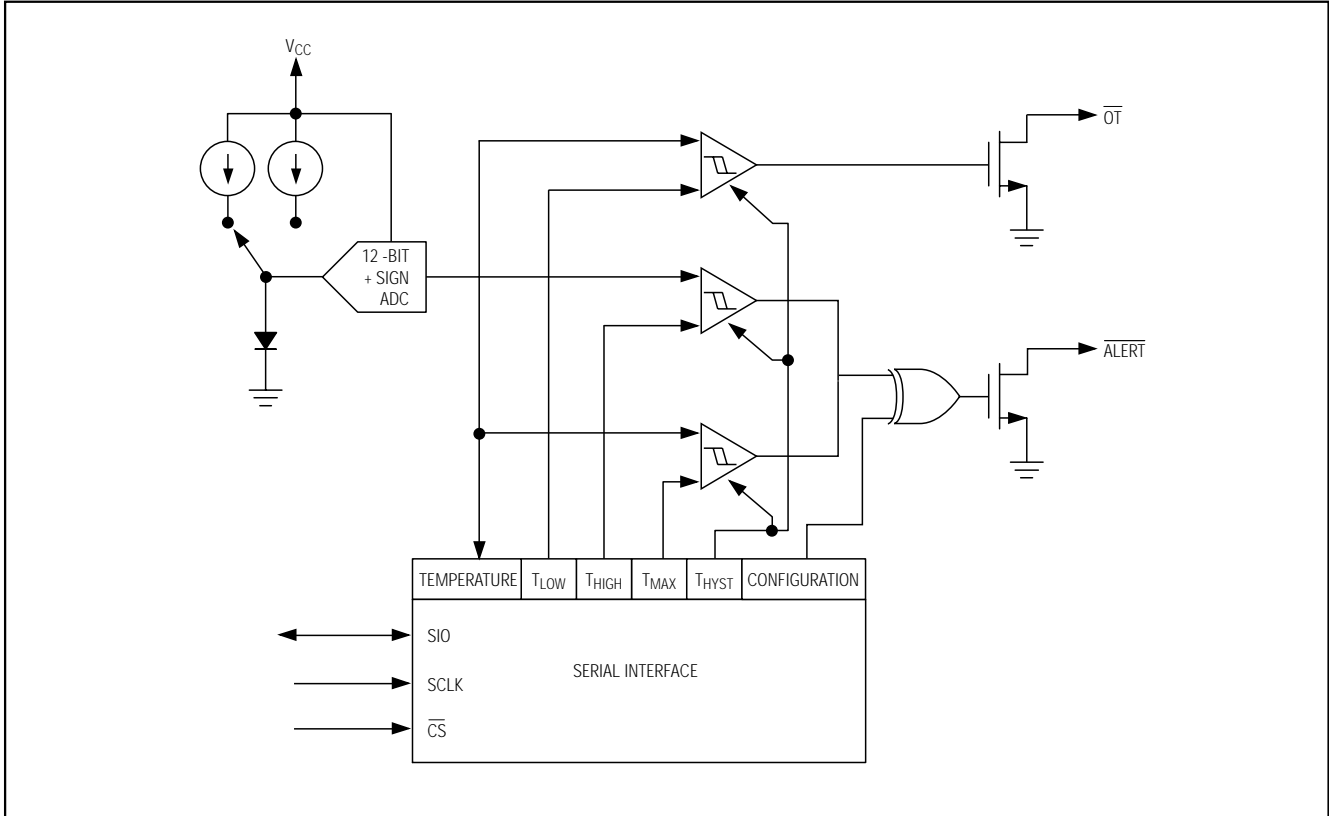 VCC
OT
12 -BIT
+ SIGN
ADC
ALERT
TEMPERATURE TLOW THIGH TMAX THYST CONFIGURATION
SIO
SERIAL INTERFACE
SCLK
CS